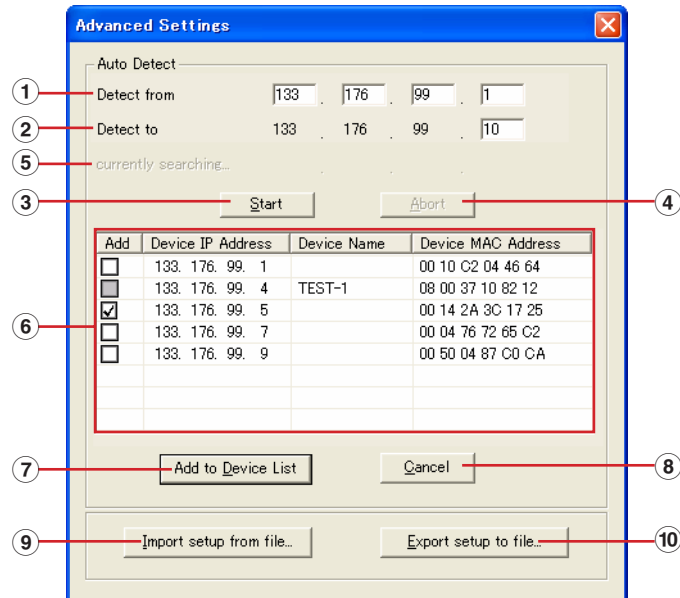 Advanced Settings
Auto Detect
1 Detect from 133 . 176 . 99 . 1
2 Detect to 133 . 176 . 99 . 10
5 currently searching... . . .
3 Start Abort 4
Add Device IP Address Device Name Device MAC Address
133. 176. 99. 1 00 10 C2 04 46 64
133. 176. 99. 4 TEST-1 08 00 37 10 82 12
6 133. 176. 99. 5 00 14 2A 3C 17 25
133. 176. 99. 7 00 04 76 72 65 C2
133. 176. 99. 9 00 50 04 87 C0 CA
7 Add to Device List Cancel 8
9 Import setup from file... Export setup to file... 10